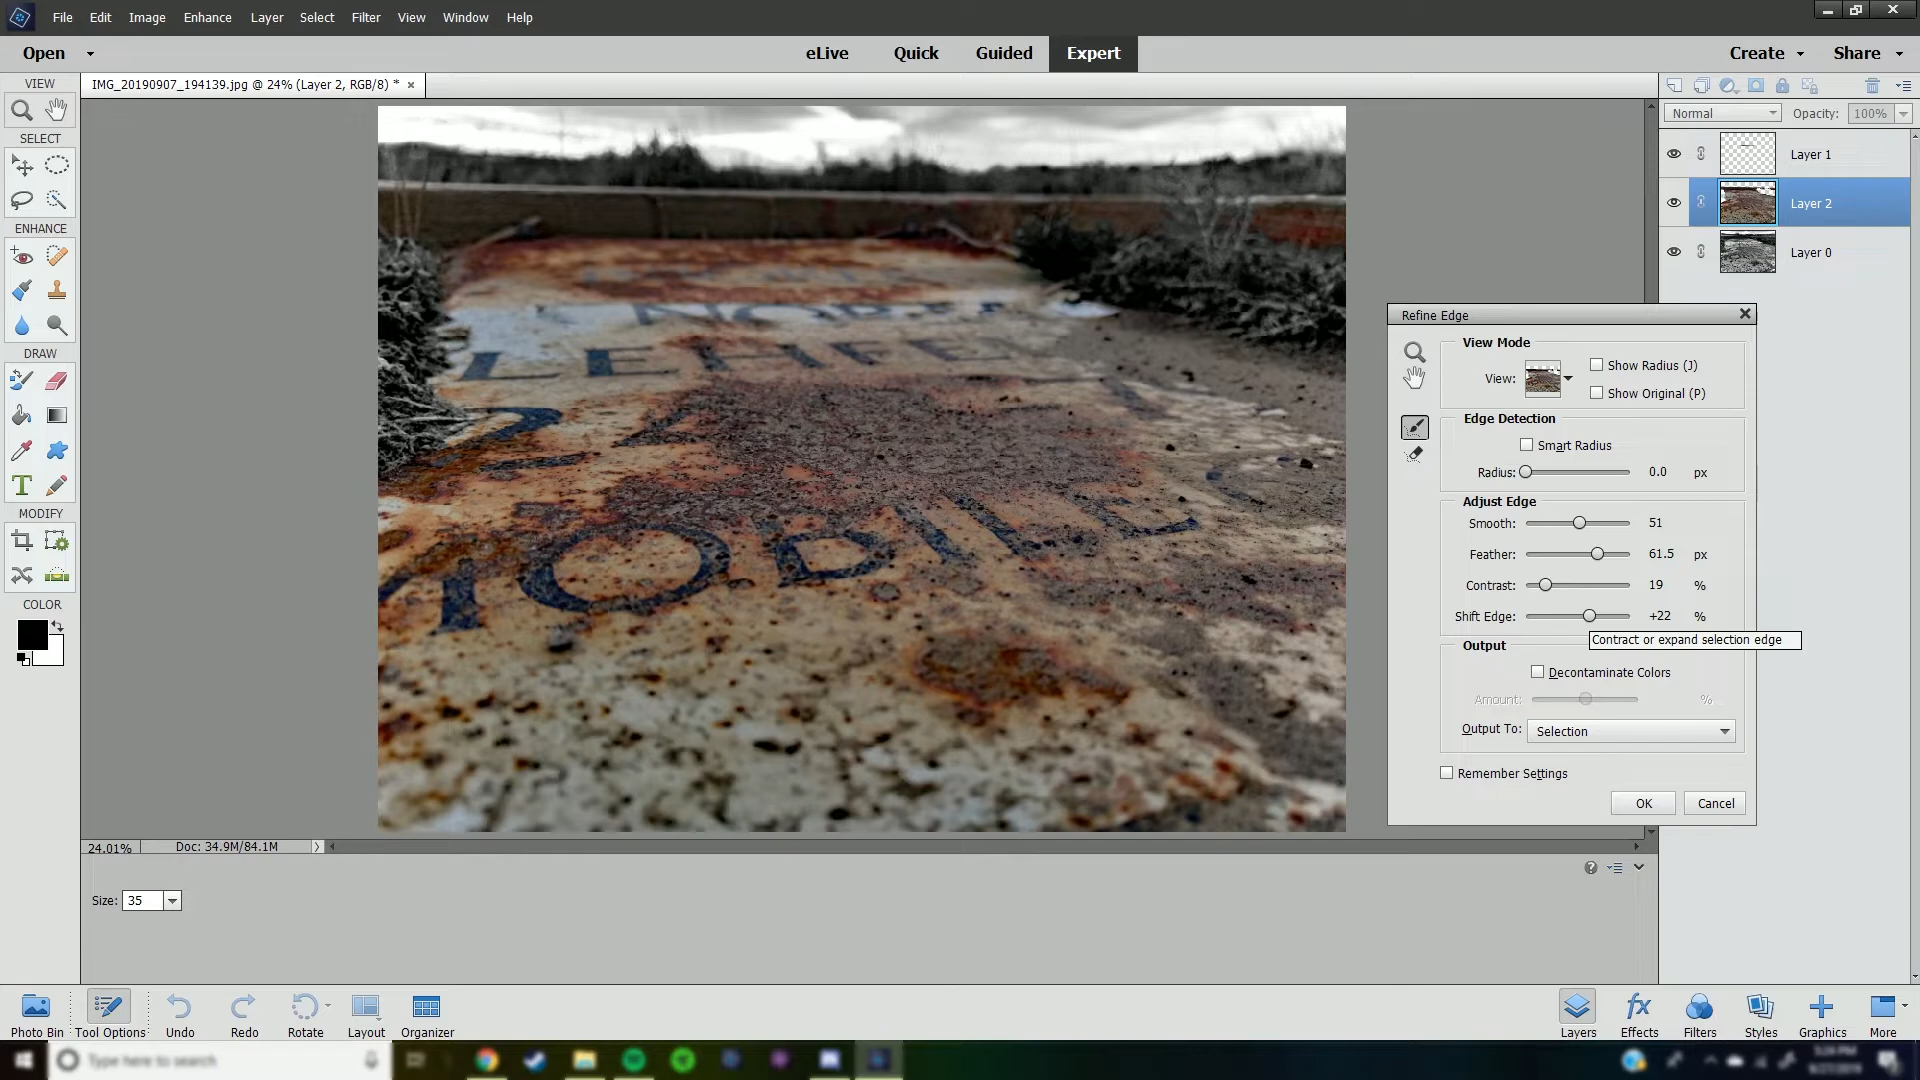 File Edit Image Enhance Layer Select Filter View Window Help
Open eLive Quick Guided Expert Create Share
VIEW
IMG_20190907_194139.jpg @ 24% (Layer 2, RGB/8) *
Normal Opacity: 100%
SELECT
Layer 1
Layer 2
Layer 0
ENHANCE
DRAW
MODIFY
COLOR
Refine Edge
View Mode
View: Show Radius (J)
Show Original (P)
Edge Detection
Smart Radius
Radius: 0.0 px
Adjust Edge
Smooth: 51
Feather: 61.5 px
Contrast: 19 %
Shift Edge: +22 %
Contract or expand selection edge
Output
Decontaminate Colors
Amount: %
Output To: Selection
Remember Settings
OK Cancel
MOBILE
24.01% Doc: 34.9M/84.1M
Size: 35
Photo Bin Tool Options Undo Redo Rotate Layout Organizer Layers Effects Filters Styles Graphics More
Type here to search